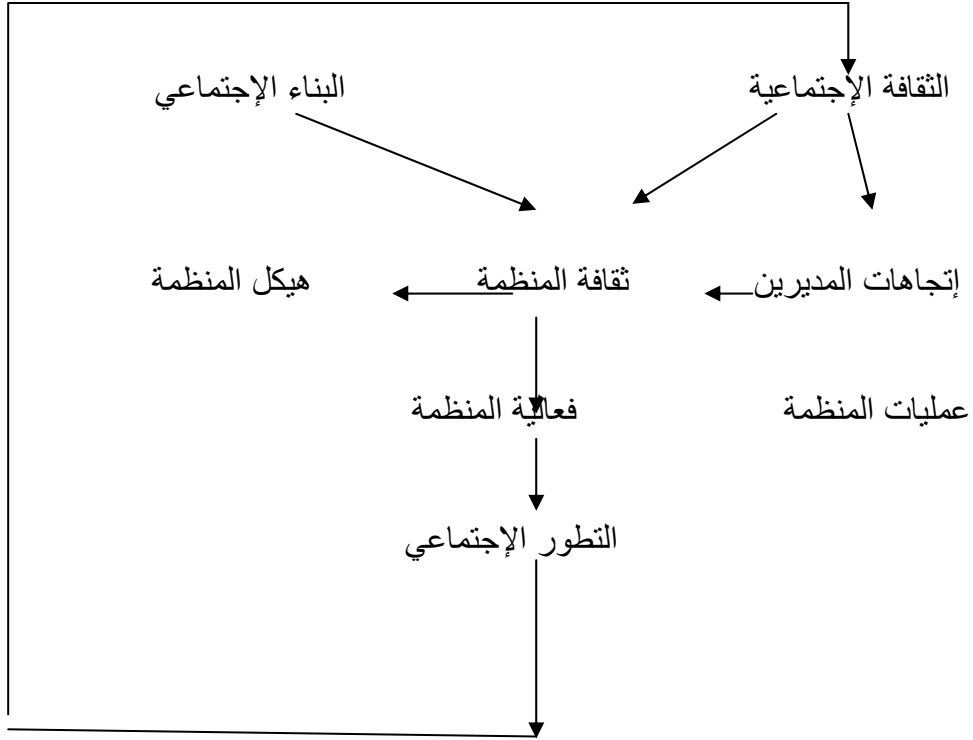 الثقافة الإجتماعية البناء الإجتماعي
إتجاهات المديرين ثقافة المنظمة هيكل المنظمة
عمليات المنظمة فعالية المنظمة
التطور الإجتماعي